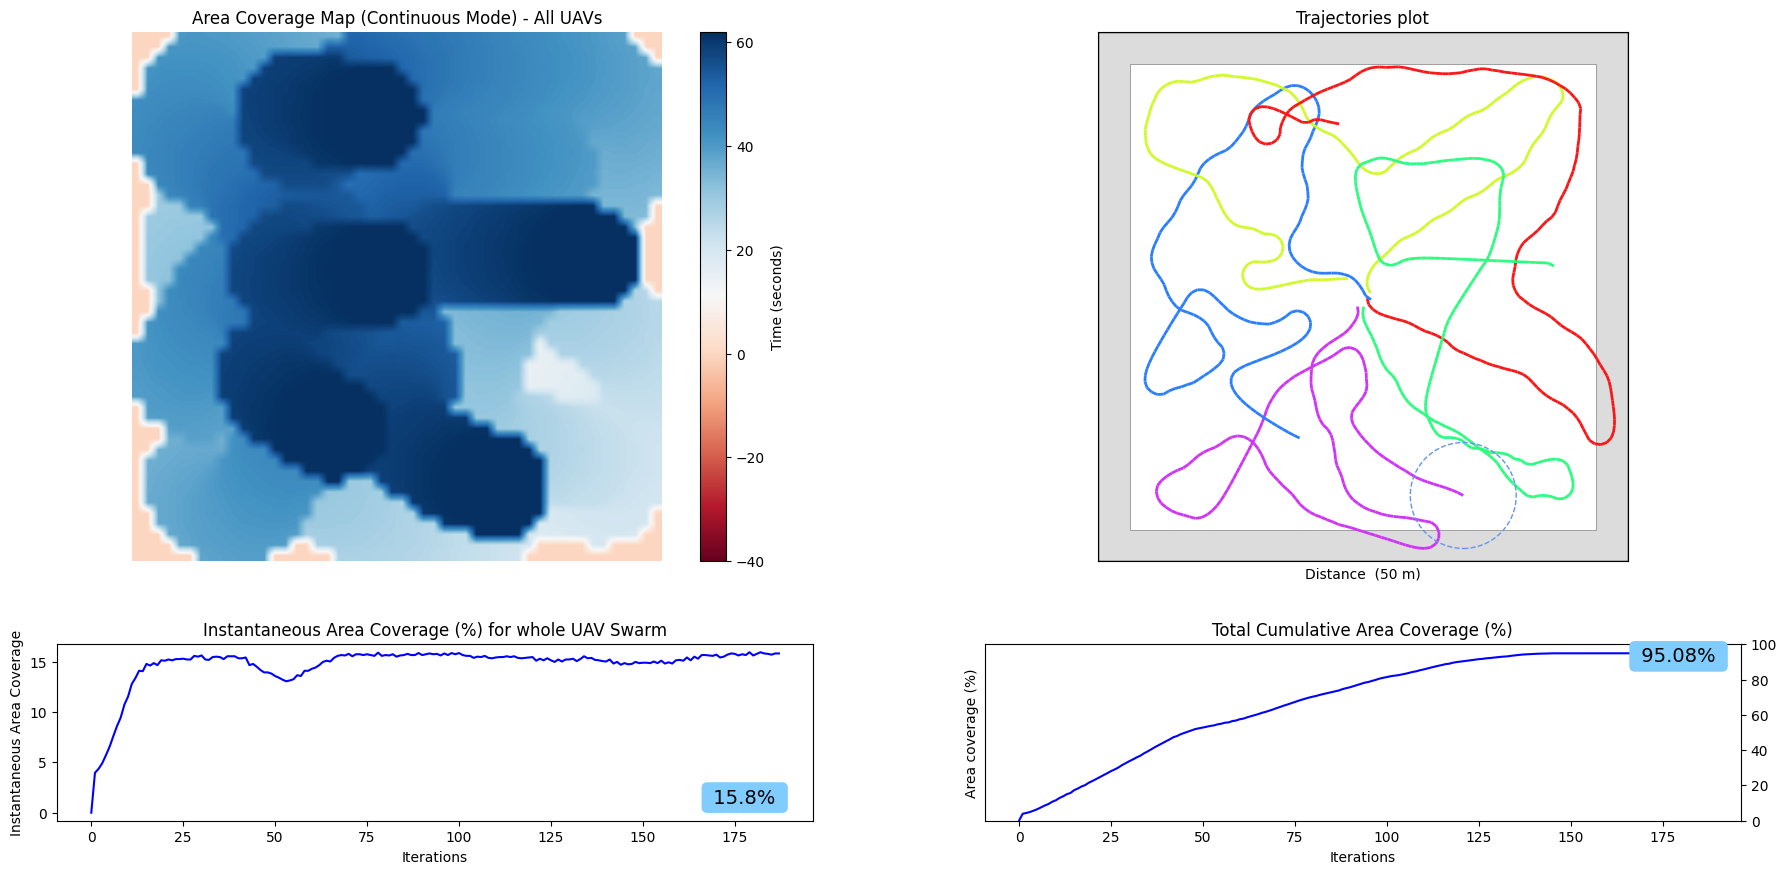 Area Coverage Map (Continuous Mode) - All UAVs
60
40
20
0
−20
−40
Time (seconds)
Trajectories plot
Distance  (50 m)
Instantaneous Area Coverage (%) for whole UAV Swarm
Instantaneous Area Coverage
15
10
5
0
15.8%
0 25 50 75 100 125 150 175
Iterations
Total Cumulative Area Coverage (%)
Area coverage (%)
95.08%
100
80
60
40
20
0
0 25 50 75 100 125 150 175
Iterations